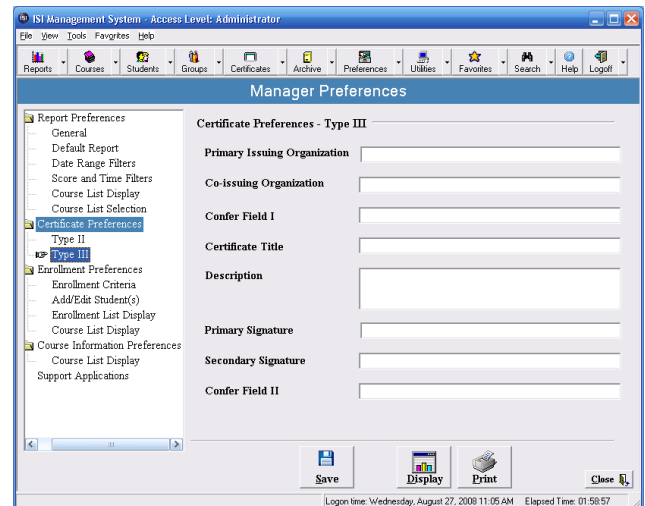 ISI Management System - Access Level: Administrator
File View Tools Favorites Help
Reports Courses Students Groups Certificates Archive Preferences Utilities Favorites Search Help Logoff
Manager Preferences
Report Preferences
General
Default Report
Date Range Filters
Score and Time Filters
Course List Display
Course List Selection
Certificate Preferences
Type II
Type III
Enrollment Preferences
Enrollment Criteria
Add/Edit Student(s)
Enrollment List Display
Course List Display
Course Information Preferences
Course List Display
Support Applications
Certificate Preferences - Type III
Primary Issuing Organization
Co-issuing Organization
Confer Field I
Certificate Title
Description
Primary Signature
Secondary Signature
Confer Field II
Save Display Print Close
Logon time: Wednesday, August 27, 2008 11:05 AM Elapsed Time: 01:58:57